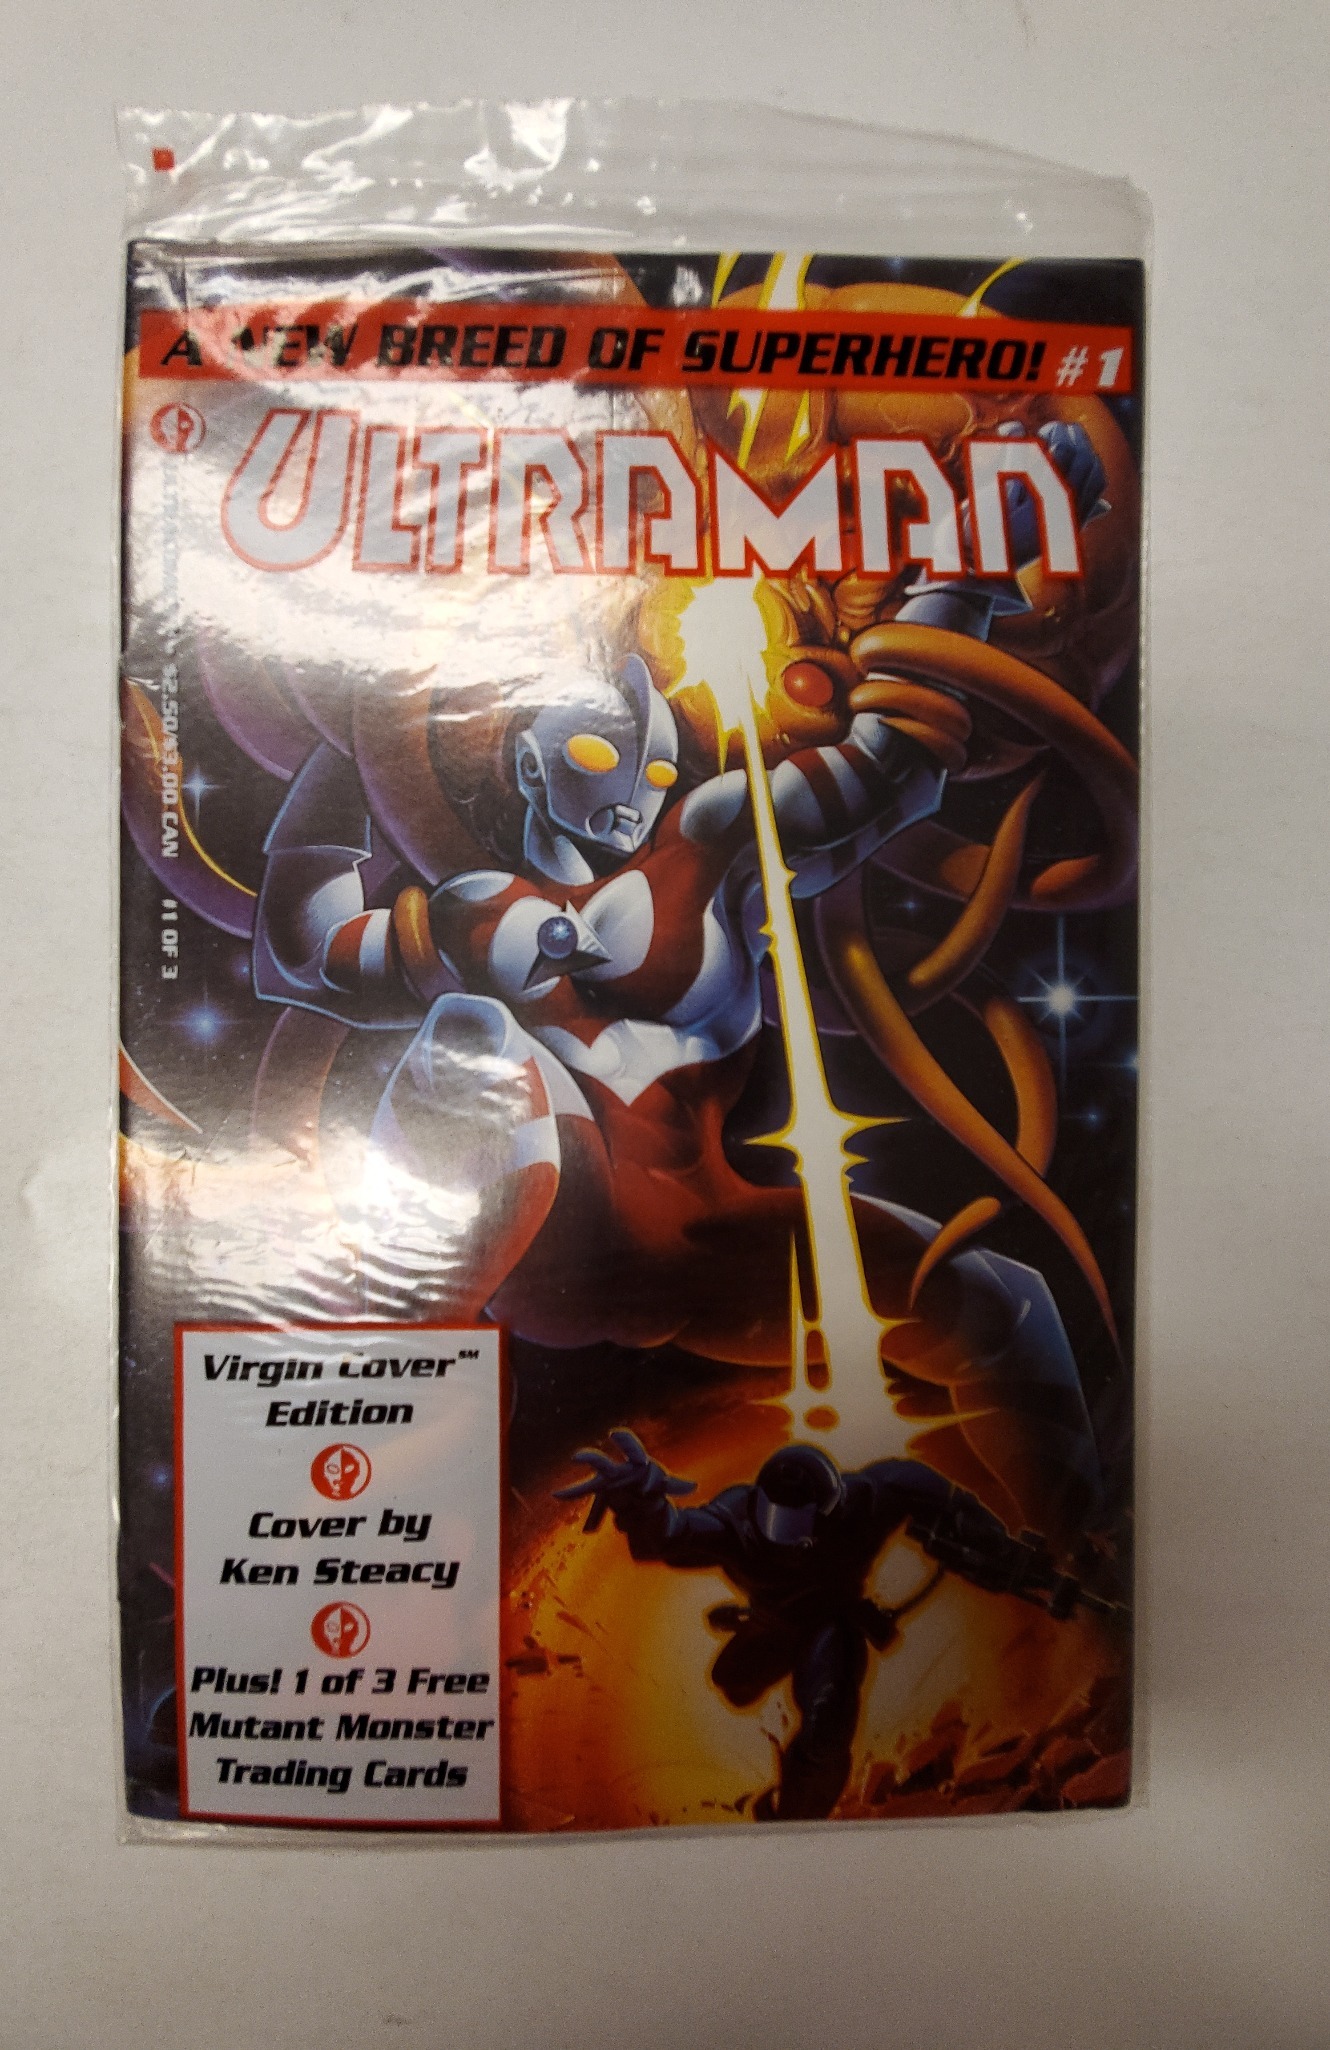 A NEW BREED OF SUPERHERO! #1
ULTRAMAN
$2.50/$3.00 CAN #1 OF 3
Virgin Cover℠
Edition
Cover by
Ken Steacy
Plus! 1 of 3 Free
Mutant Monster
Trading Cards